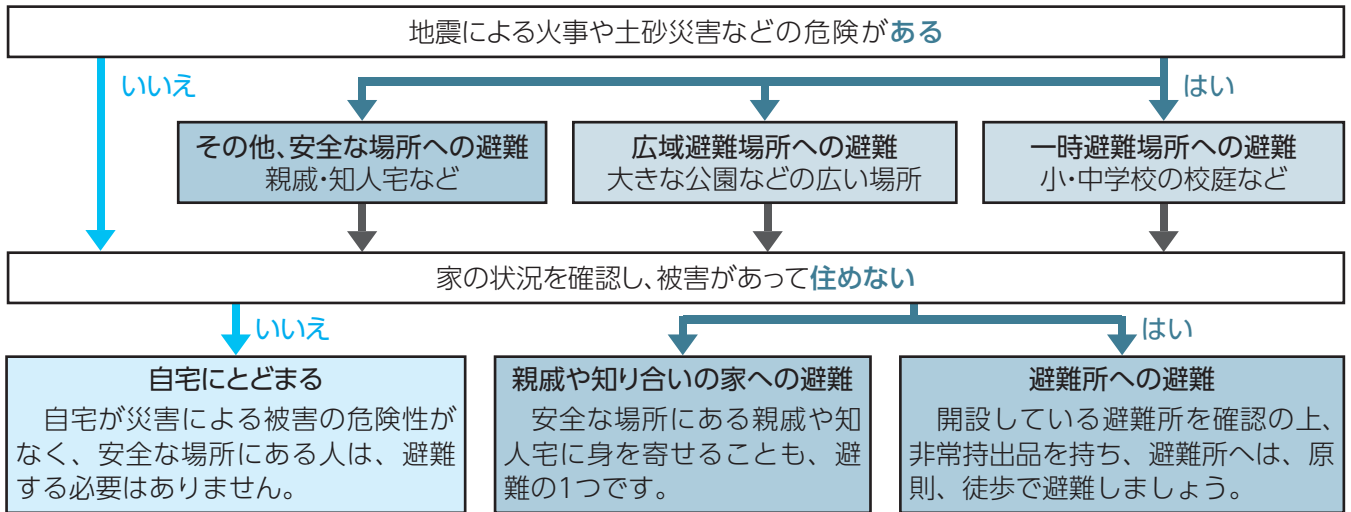 地震による火事や土砂災害などの危険がある
いいえ
はい
その他、安全な場所への避難
親戚・知人宅など
広域避難場所への避難
大きな公園などの広い場所
一時避難場所への避難
小・中学校の校庭など
家の状況を確認し、被害があって住めない
いいえ
はい
自宅にとどまる
自宅が災害による被害の危険性が
なく、安全な場所にある人は、避難
する必要はありません。
親戚や知り合いの家への避難
安全な場所にある親戚や知
人宅に身を寄せることも、避
難の1つです。
避難所への避難
開設している避難所を確認の上、
非常持出品を持ち、避難所へは、原
則、徒歩で避難しましょう。